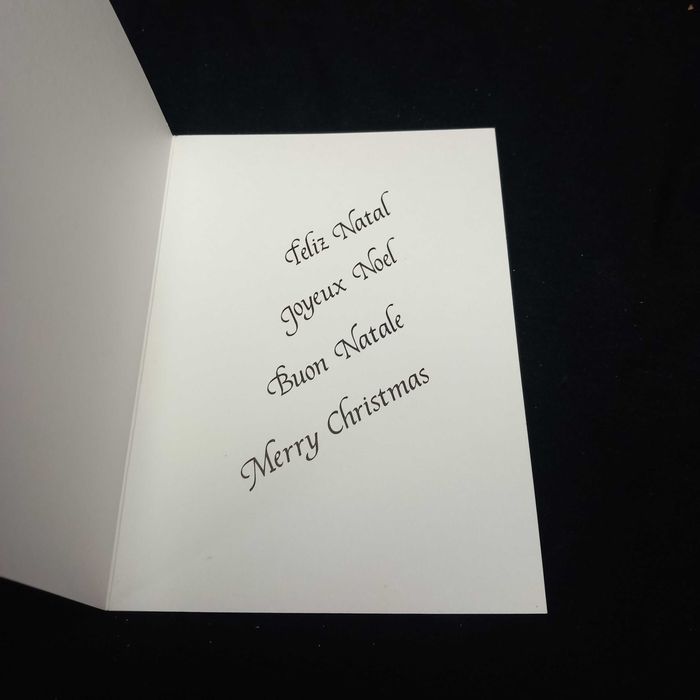 Feliz Natal
Joyeux Noel
Buon Natale
Merry Christmas